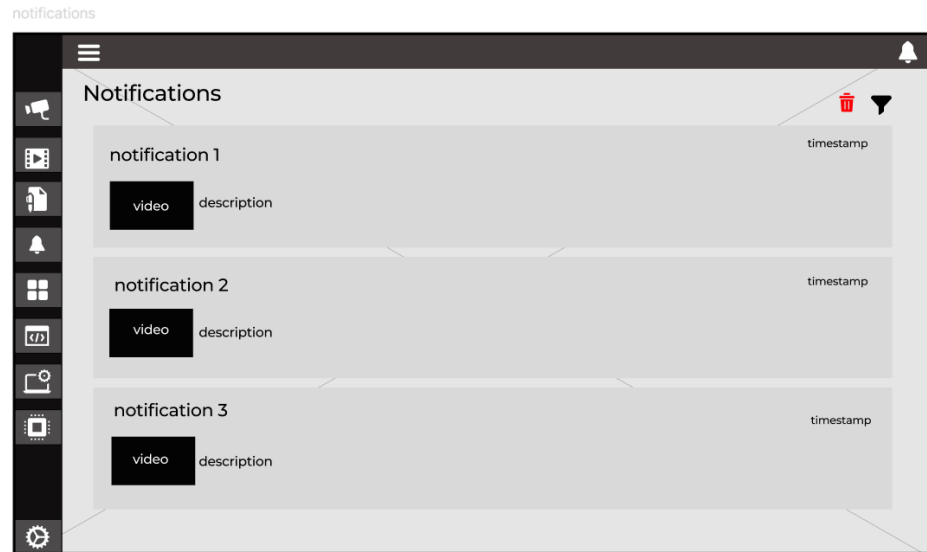 notifications
Notifications
notification 1
timestamp
video
description
notification 2
timestamp
video
description
notification 3
timestamp
video
description